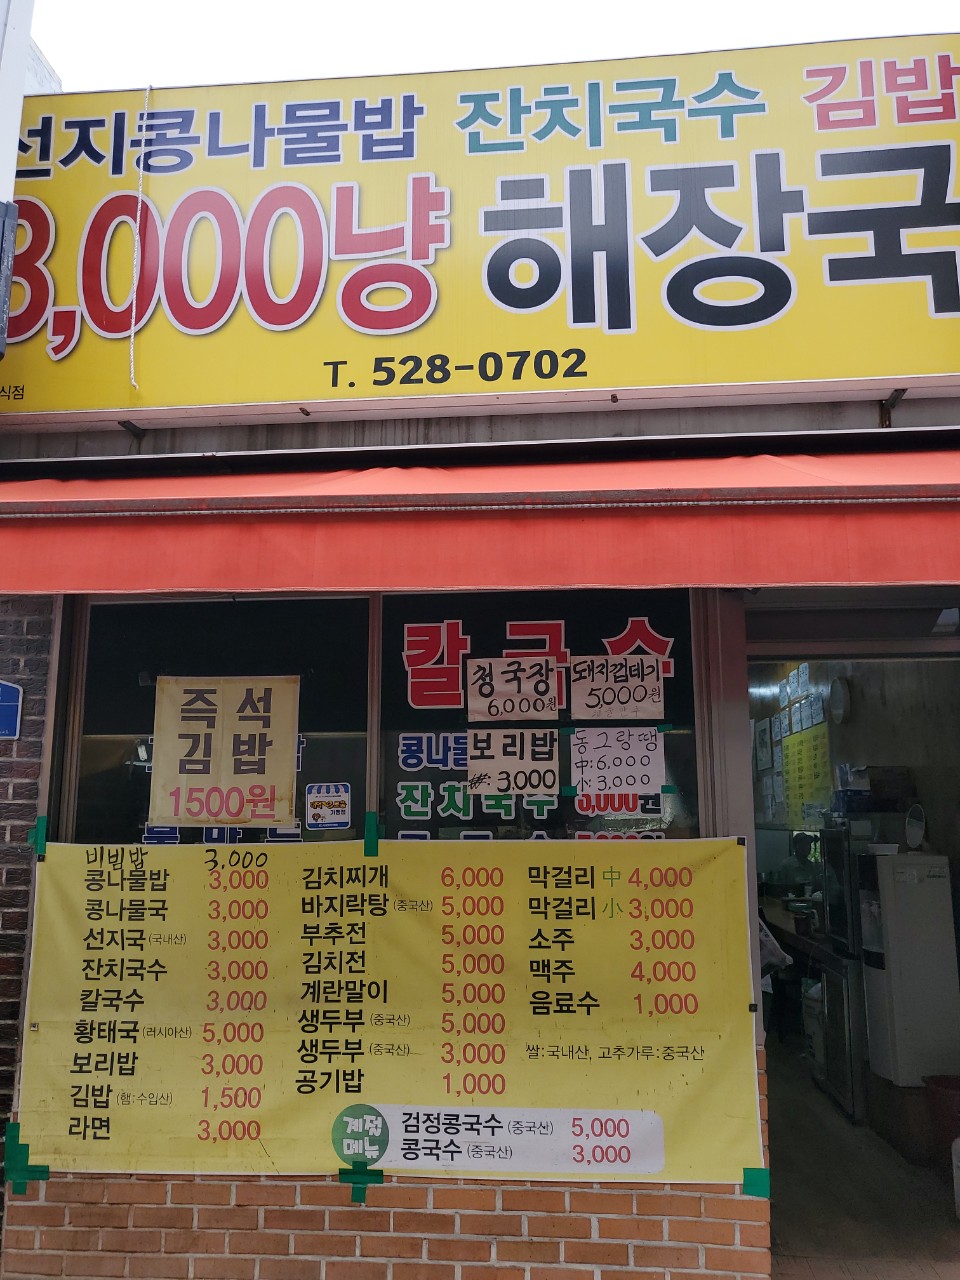 선지콩나물밥 잔치국수 김밥
3,000냥 해장국
T. 528-0702
식점
칼국수
청국장
6,000원
돼지껍데기
5,000원
즉석
김밥
1500원
콩나물
보리밥
3,000
동그랑땡
中:6,000
小:3,000
잔치국수 3,000원
비빔밥 3,000
콩나물밥 3,000
콩나물국 3,000
선지국(국내산) 3,000
잔치국수 3,000
칼국수 3,000
황태국(러시아산) 5,000
보리밥 3,000
김밥(햄:수입산) 1,500
라면 3,000
김치찌개 6,000
바지락탕(중국산) 5,000
부추전 5,000
김치전 5,000
계란말이 5,000
생두부(중국산) 5,000
생두부(중국산) 3,000
공기밥 1,000
막걸리 中 4,000
막걸리 小 3,000
소주 3,000
맥주 4,000
음료수 1,000
쌀:국내산, 고추가루:중국산
계절
메뉴
검정콩국수(중국산) 5,000
콩국수(중국산) 3,000